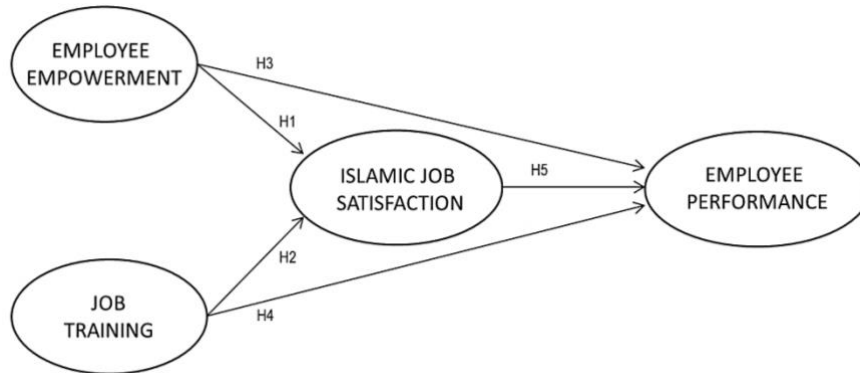 EMPLOYEE
EMPOWERMENT
H3
H1
ISLAMIC JOB
SATISFACTION
H5
EMPLOYEE
PERFORMANCE
H2
JOB
TRAINING
H4